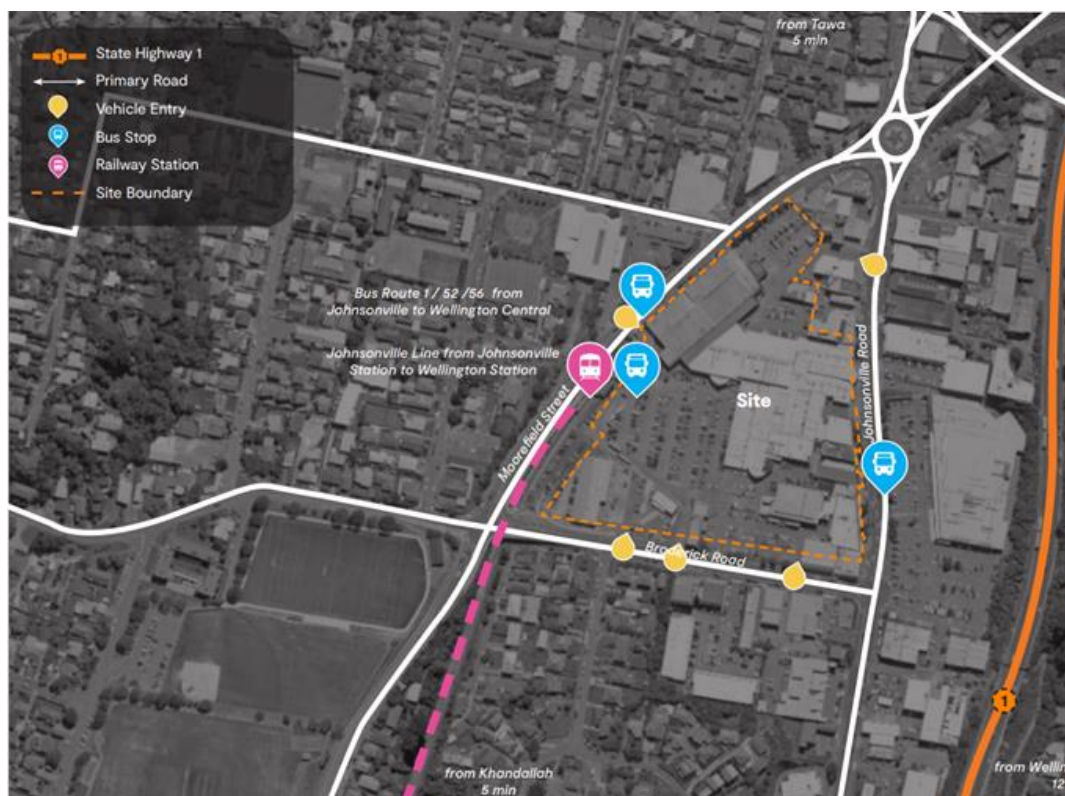 State Highway 1
Primary Road
Vehicle Entry
Bus Stop
Railway Station
Site Boundary
1
from Tawa
5 min
Bus Route 1 / 52 /56 from
Johnsonville to Wellington Central
Johnsonville Line from Johnsonville
Station to Wellington Station
Moorefield Street
Site
Johnsonville Road
Broderick Road
1
from Khandallah
5 min
from Wellin
12